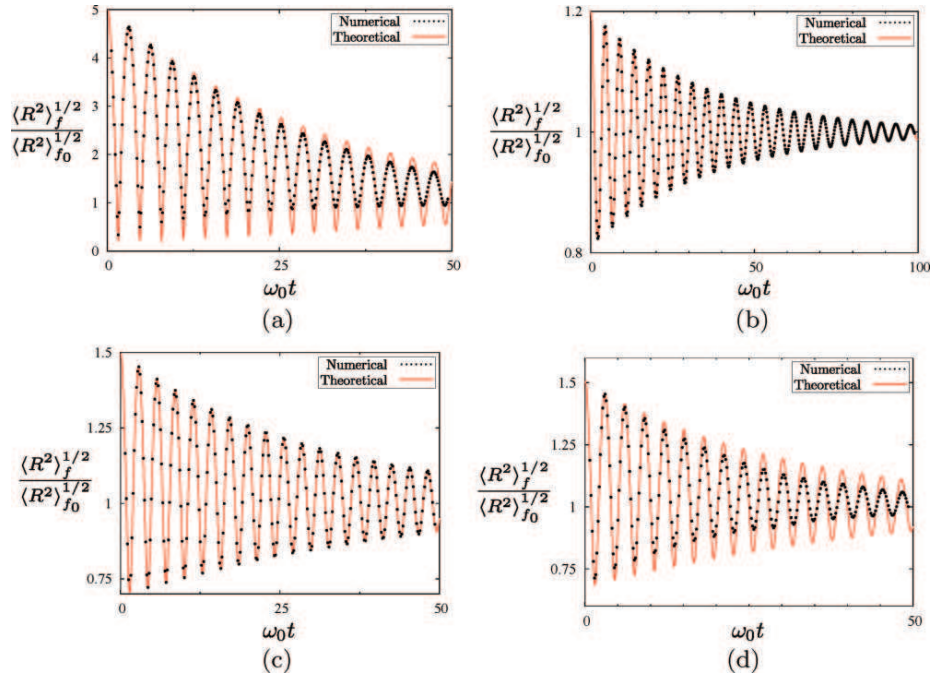 5
4
3
2
1
0
0
25
50
Numerical
Theoretical
⟨R²⟩_f^{1/2}
⟨R²⟩_{f₀}^{1/2}
ω₀t
(a)
1.2
1
0.8
0
50
100
Numerical
Theoretical
⟨R²⟩_f^{1/2}
⟨R²⟩_{f₀}^{1/2}
ω₀t
(b)
1.5
1.25
1
0.75
0
25
50
Numerical
Theoretical
⟨R²⟩_f^{1/2}
⟨R²⟩_{f₀}^{1/2}
ω₀t
(c)
1.5
1.25
1
0.75
0
50
Numerical
Theoretical
⟨R²⟩_f^{1/2}
⟨R²⟩_{f₀}^{1/2}
ω₀t
(d)